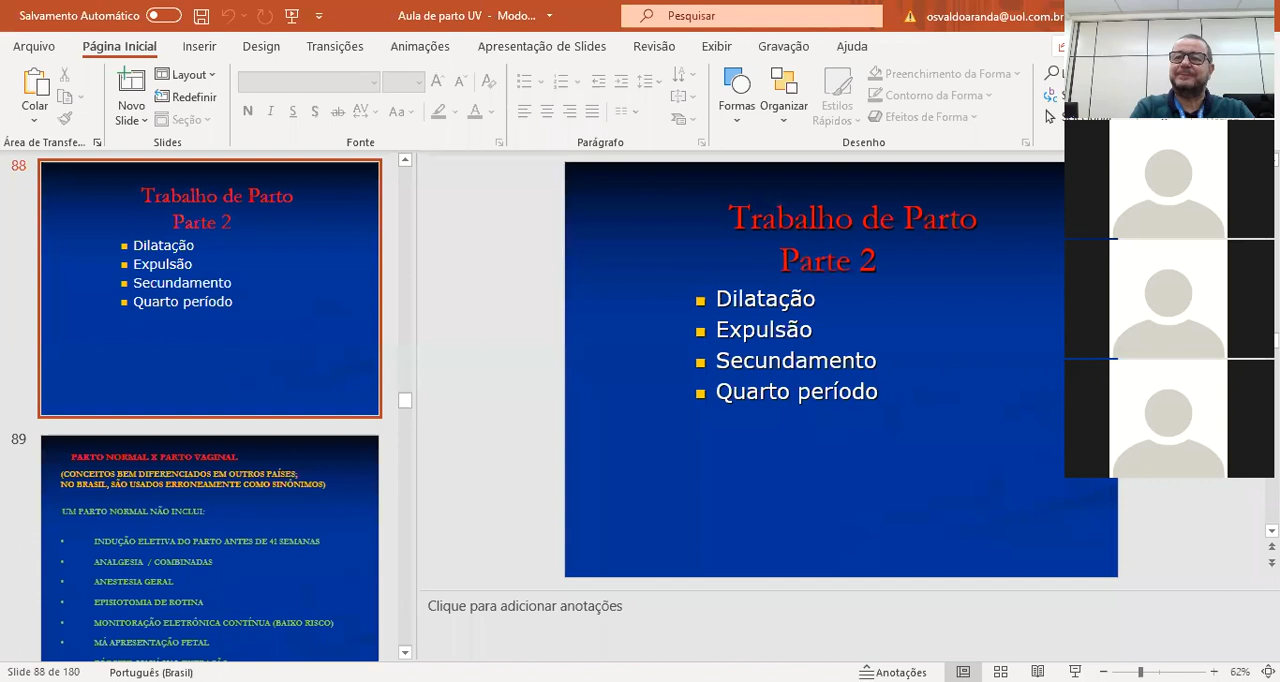 Salvamento Automático
Aula de parto UV - Modo...
Pesquisar
osvaldoaranda@uol.com.br
Arquivo
Página Inicial
Inserir
Design
Transições
Animações
Apresentação de Slides
Revisão
Exibir
Gravação
Ajuda
Colar
Novo
Slide
Layout
Redefinir
Seção
N I S S ab AV Aa A
Formas
Organizar
Estilos
Rápidos
Preenchimento da Forma
Contorno da Forma
Efeitos de Forma
Área de Transfe...
Slides
Fonte
Parágrafo
Desenho
88
Trabalho de Parto
Parte 2
Dilatação
Expulsão
Secundamento
Quarto período
89
PARTO NORMAL X PARTO VAGINAL
(CONCEITOS BEM DIFERENCIADOS EM OUTROS PAÍSES;
NO BRASIL, SÃO USADOS ERRONEAMENTE COMO SINÔNIMOS)
UM PARTO NORMAL NÃO INCLUI:
• INDUÇÃO ELETIVA DO PARTO ANTES DE 41 SEMANAS
• ANALGESIA / COMBINADAS
• ANESTESIA GERAL
• EPISIOTOMIA DE ROTINA
• MONITORAÇÃO ELETRÔNICA CONTÍNUA (BAIXO RISCO)
• MÁ APRESENTAÇÃO FETAL
Trabalho de Parto
Parte 2
Dilatação
Expulsão
Secundamento
Quarto período
Clique para adicionar anotações
Slide 88 de 180
Português (Brasil)
Anotações
62%